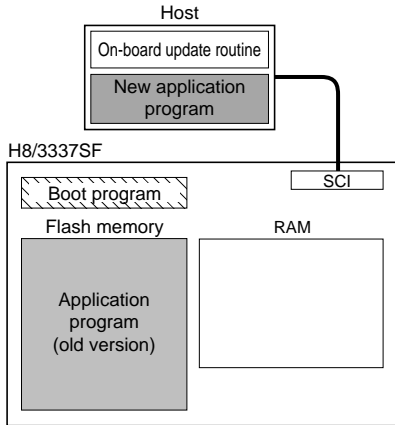 Host
On-board update routine
New application
program
H8/3337SF
SCI
Boot program
Flash memory
RAM
Application
program
(old version)